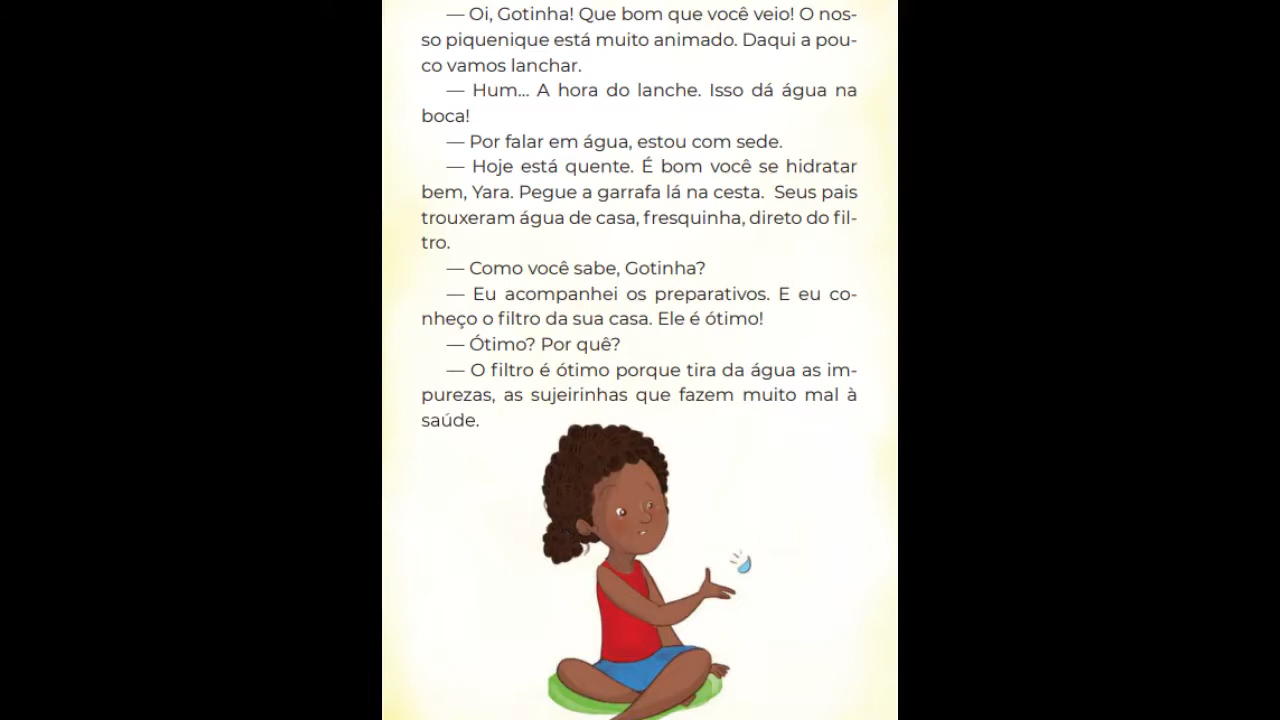 — Oi, Gotinha! Que bom que você veio! O nos-
so piquenique está muito animado. Daqui a pou-
co vamos lanchar.
— Hum... A hora do lanche. Isso dá água na
boca!
— Por falar em água, estou com sede.
— Hoje está quente. É bom você se hidratar
bem, Yara. Pegue a garrafa lá na cesta. Seus pais
trouxeram água de casa, fresquinha, direto do fil-
tro.
— Como você sabe, Gotinha?
— Eu acompanhei os preparativos. E eu co-
nheço o filtro da sua casa. Ele é ótimo!
— Ótimo? Por quê?
— O filtro é ótimo porque tira da água as im-
purezas, as sujeirinhas que fazem muito mal à
saúde.